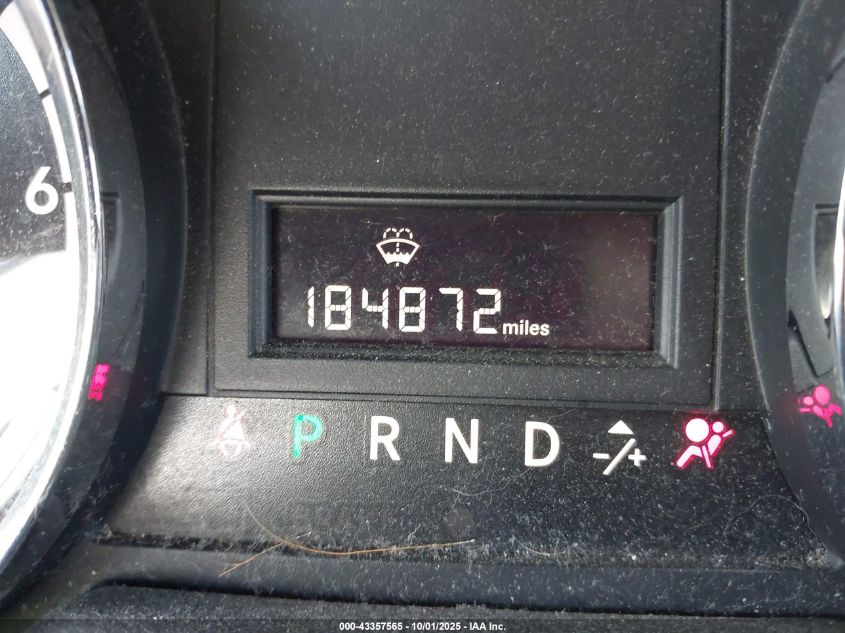 6
184872 miles
P R N D -/+
000-43357565 - 10/01/2025 - IAA Inc.